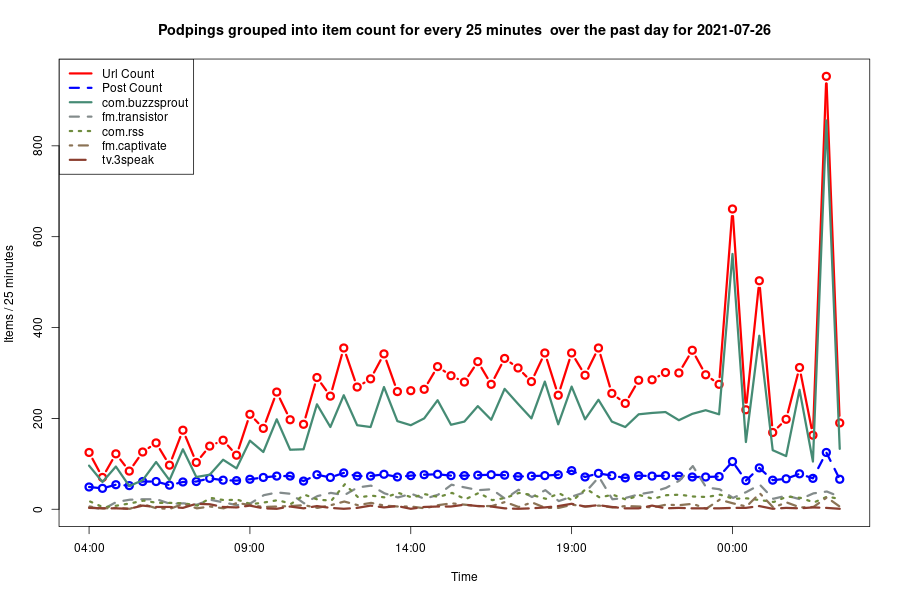 Podpings grouped into item count for every 25 minutes  over the past day for 2021-07-26
Url Count
Post Count
com.buzzsprout
fm.transistor
com.rss
fm.captivate
tv.3speak
Items / 25 minutes
800
600
400
200
0
04:00
09:00
14:00
19:00
00:00
Time